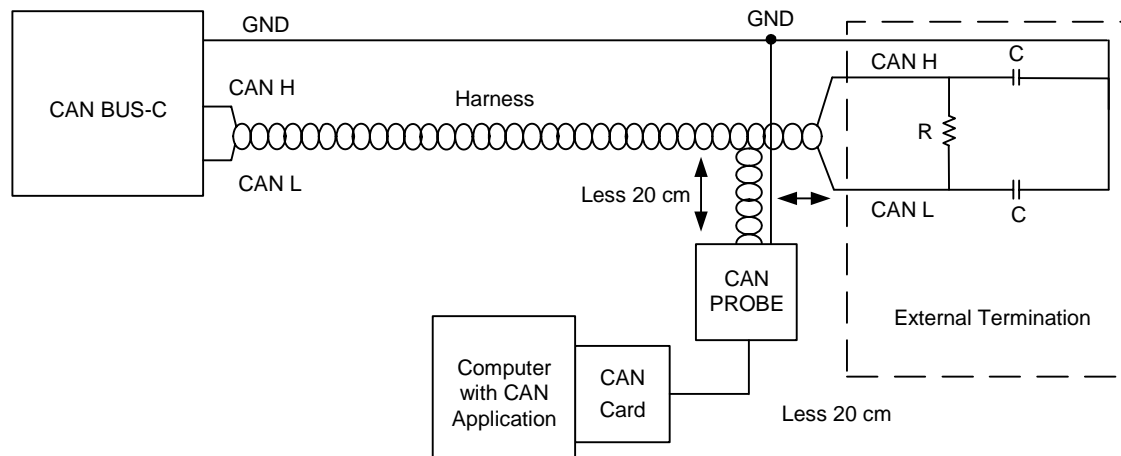 GND
GND
CAN H
C
CAN BUS-C
CAN H
Harness
R
CAN L
Less 20 cm
CAN L
C
CAN
PROBE
External Termination
Computer
with CAN
Application
CAN
Card
Less 20 cm